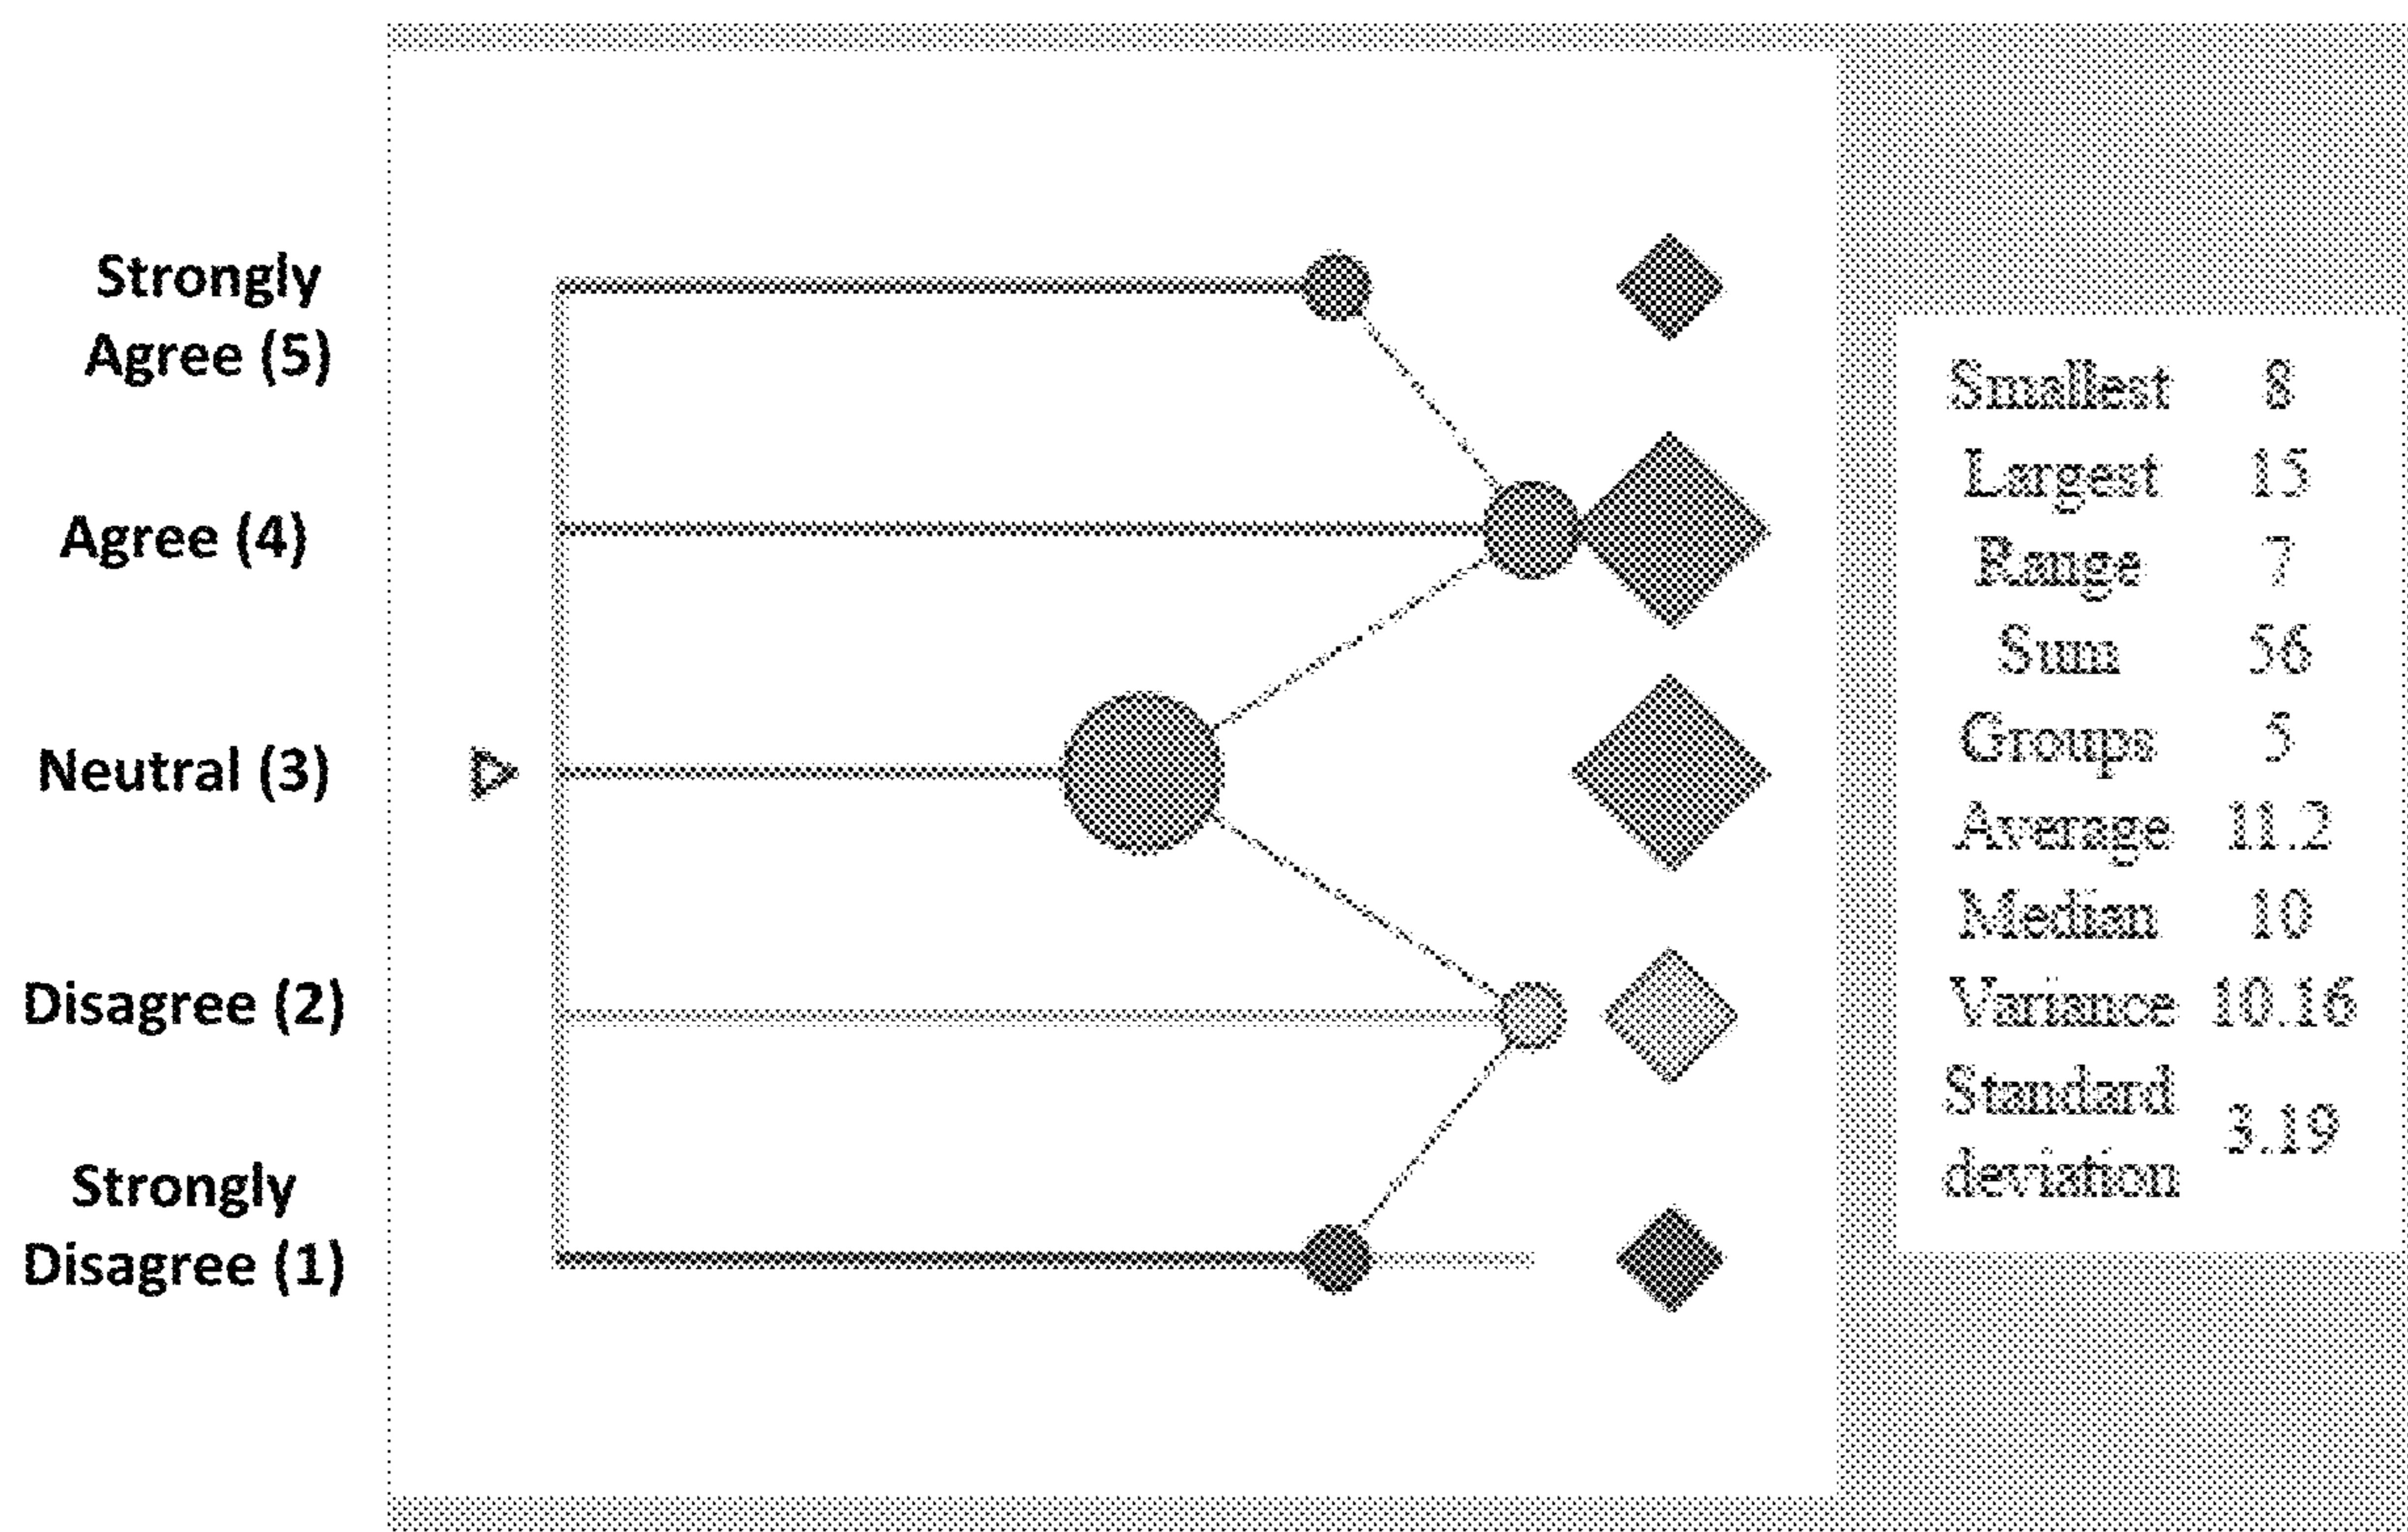 Strongly
Agree (5)
Agree (4)
Neutral (3)
Disagree (2)
Strongly
Disagree (1)
Smallest 8
Largest 15
Range 7
Sum 56
Groups 5
Average 11.2
Median 10
Variance 10.16
Standard
deviation 3.19